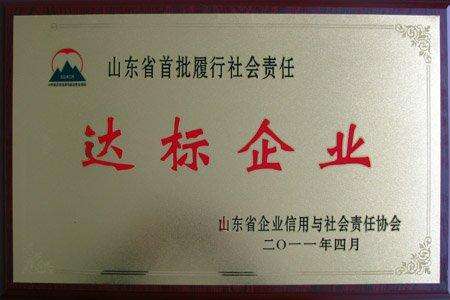 山东省首批履行社会责任
达标企业
山东省企业信用与社会责任协会
二〇一一年四月